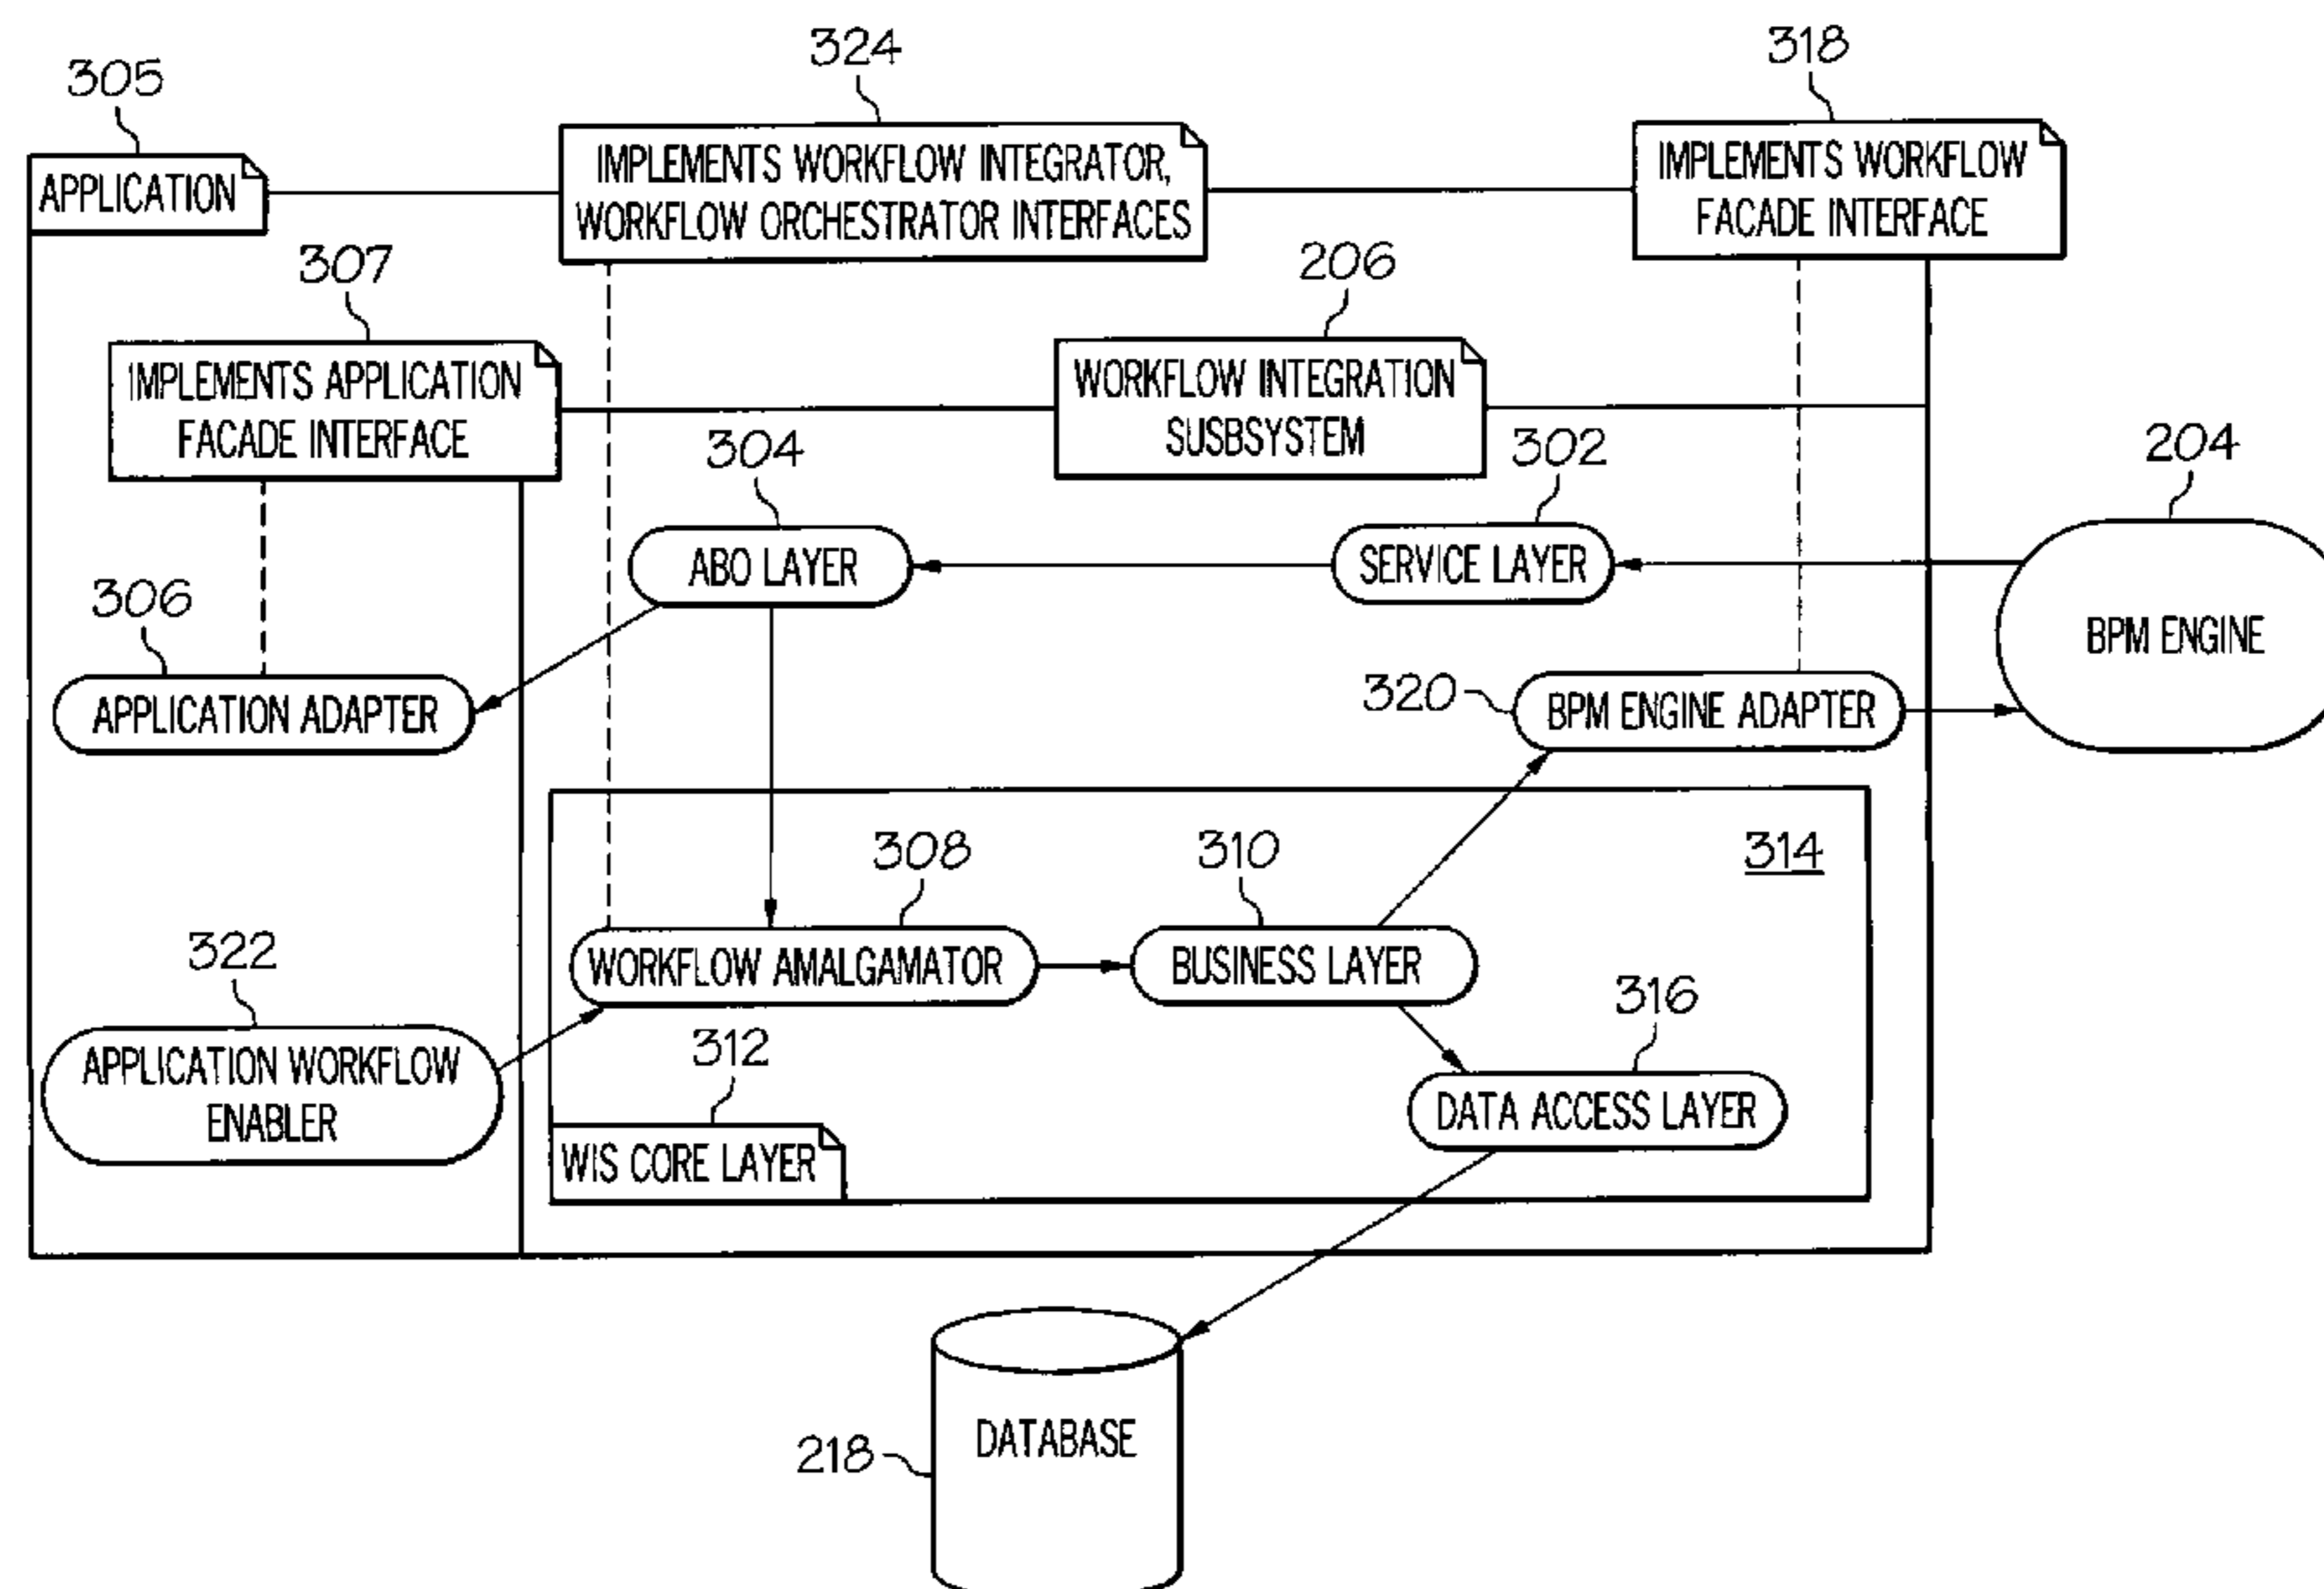 324
318
305
IMPLEMENTS WORKFLOW INTEGRATOR,
WORKFLOW ORCHESTRATOR INTERFACES
IMPLEMENTS WORKFLOW
FACADE INTERFACE
APPLICATION
307
206
IMPLEMENTS APPLICATION
FACADE INTERFACE
WORKFLOW INTEGRATION
SUSBSYSTEM
304
302
204
ABO LAYER
SERVICE LAYER
306
BPM ENGINE
320
APPLICATION ADAPTER
BPM ENGINE ADAPTER
308
310
314
322
WORKFLOW AMALGAMATOR
BUSINESS LAYER
316
312
APPLICATION WORKFLOW
ENABLER
DATA ACCESS LAYER
WIS CORE LAYER
DATABASE
218